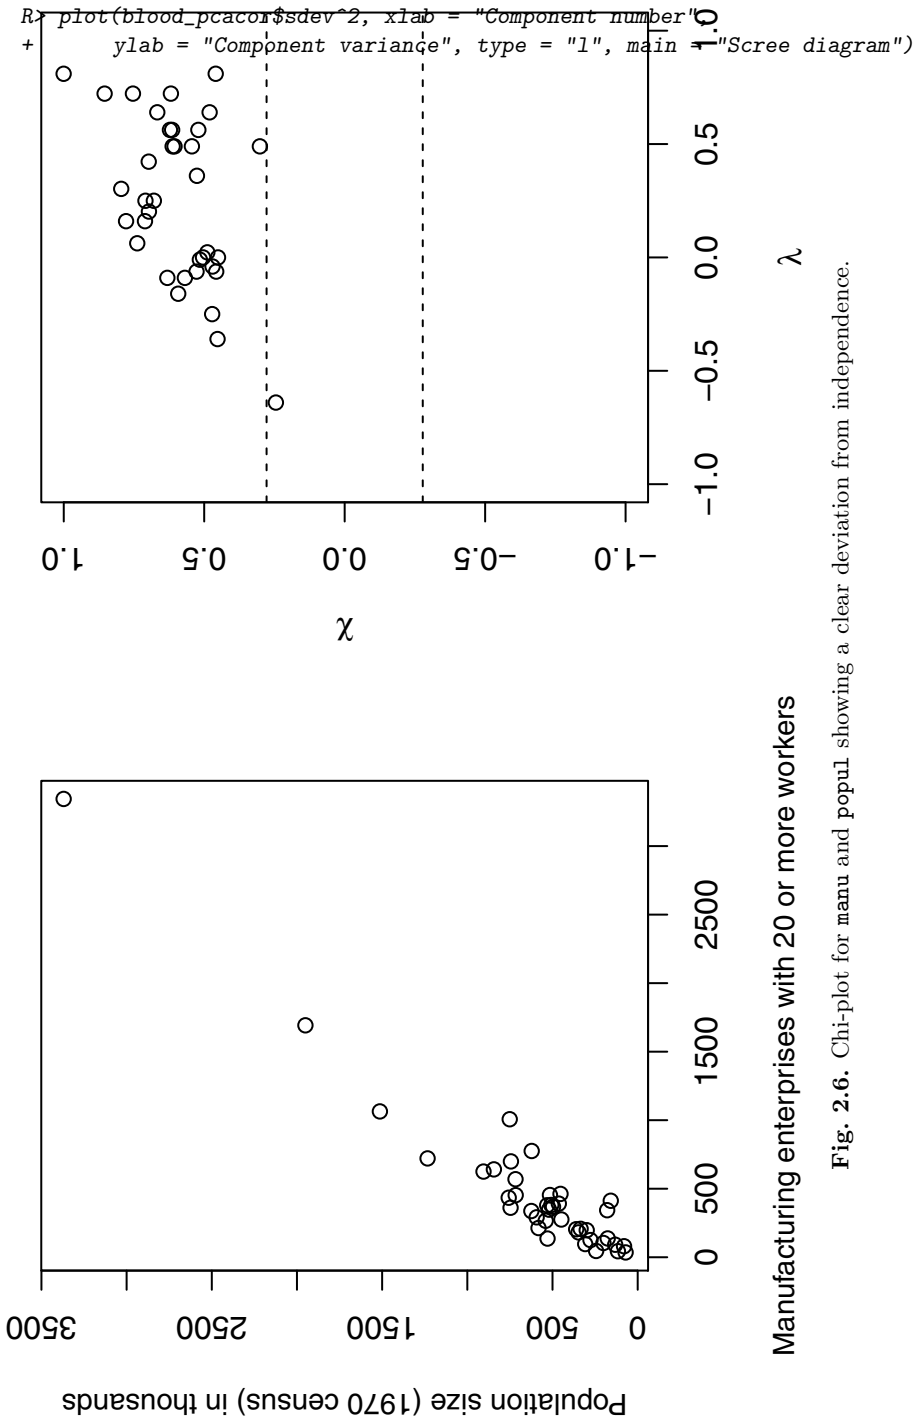 R> plot(blood_pcacor$sdev^2, xlab = "Component number",
+ ylab = "Component variance", type = "l", main = "Scree diagram")
1.0
0.5
0.0
−0.5
−1.0
λ
1.0
0.5
0.0
−0.5
−1.0
χ
3500
2500
1500
500
0
Population size (1970 census) in thousands
0
500
1500
2500
Manufacturing enterprises with 20 or more workers
Fig. 2.6. Chi-plot for manu and popul showing a clear deviation from independence.